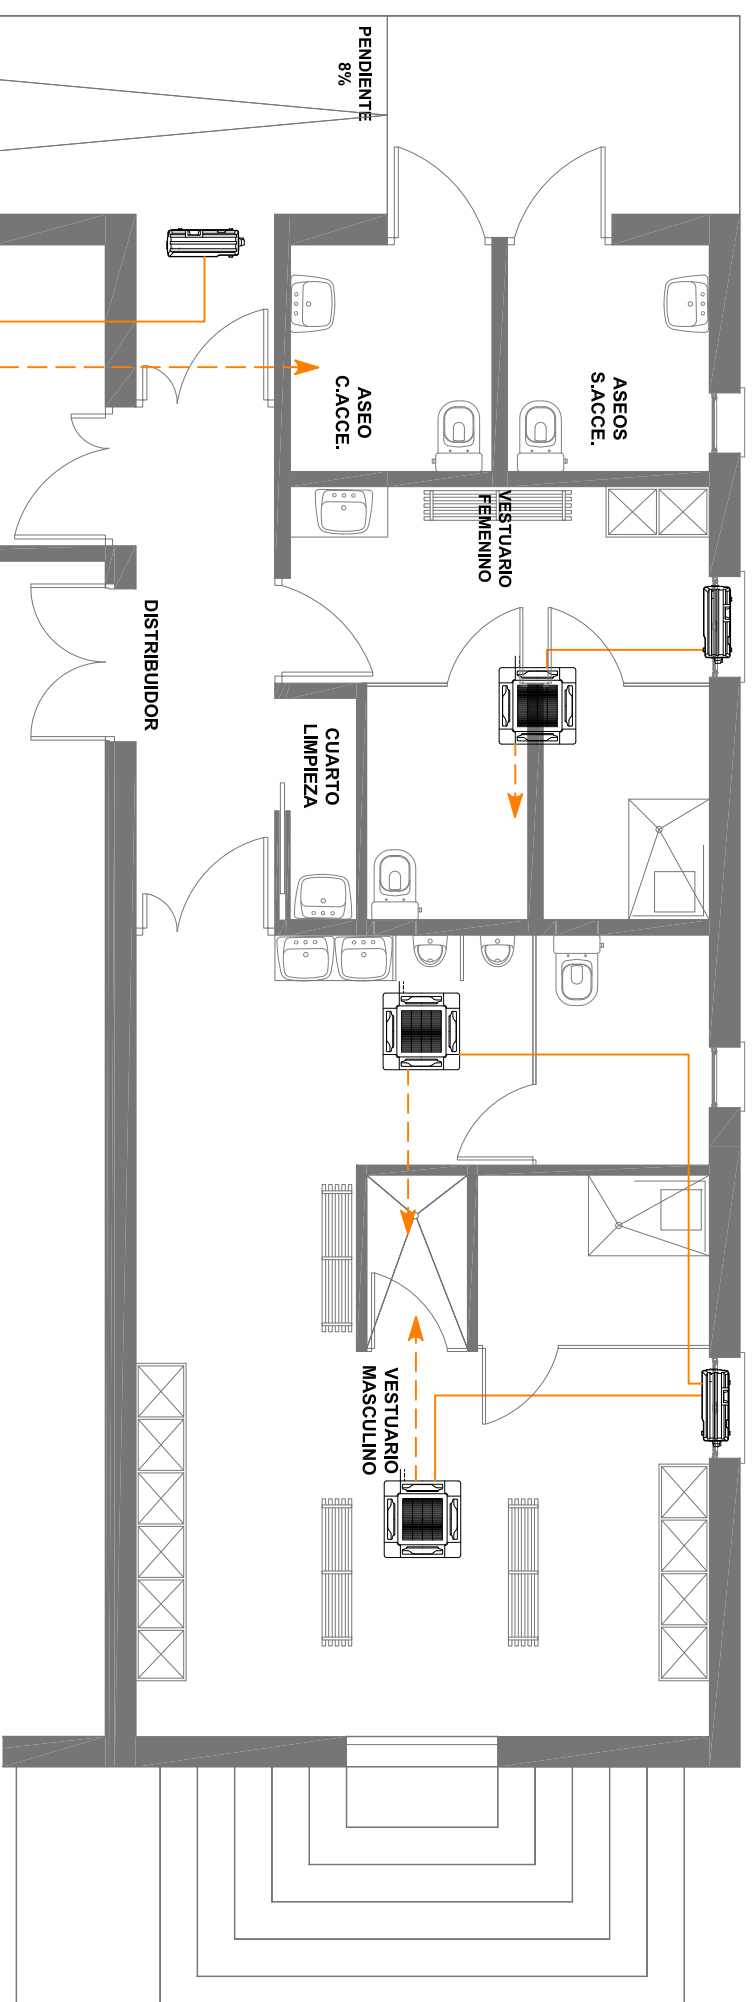 PENDIENTE
8%
ASEO
C.ACCE.
ASEOS
S.ACCE.
VESTUARIO
FEMENINO
DISTRIBUIDOR
CUARTO
LIMPIEZA
VESTUARIO
MASCULINO